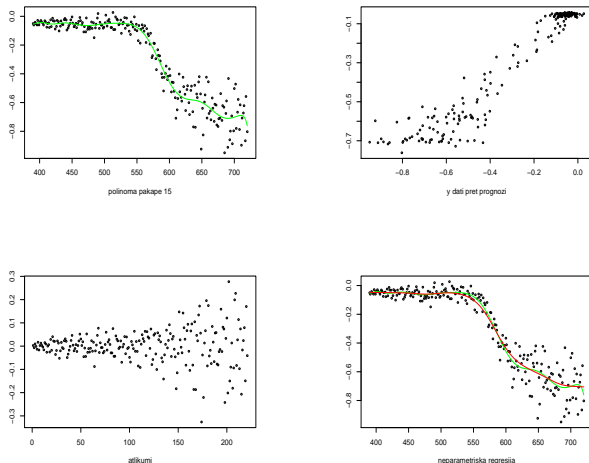 0.0
−0.2
−0.4
−0.6
−0.8
400 450 500 550 600 650 700
polinoma pakape 15
−0.1
−0.3
−0.5
−0.7
−0.8 −0.6 −0.4 −0.2 0.0
y dati pret prognozi
0.3
0.2
0.1
0.0
−0.1
−0.2
−0.3
0 50 100 150 200
atlikumi
0.0
−0.2
−0.4
−0.6
−0.8
400 450 500 550 600 650 700
neparametriska regresija